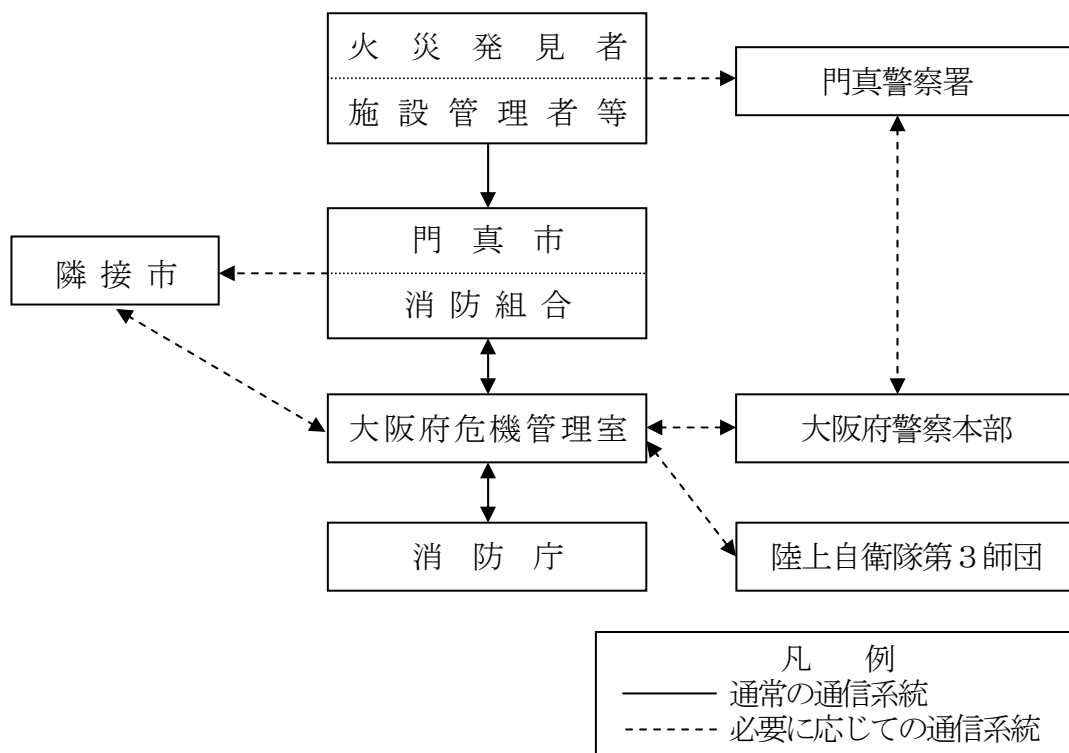 火災発見者
施設管理者等
門真警察署
門真市
消防組合
隣接市
大阪府危機管理室
大阪府警察本部
消防庁
陸上自衛隊第３師団
凡例
通常の通信系統
必要に応じての通信系統